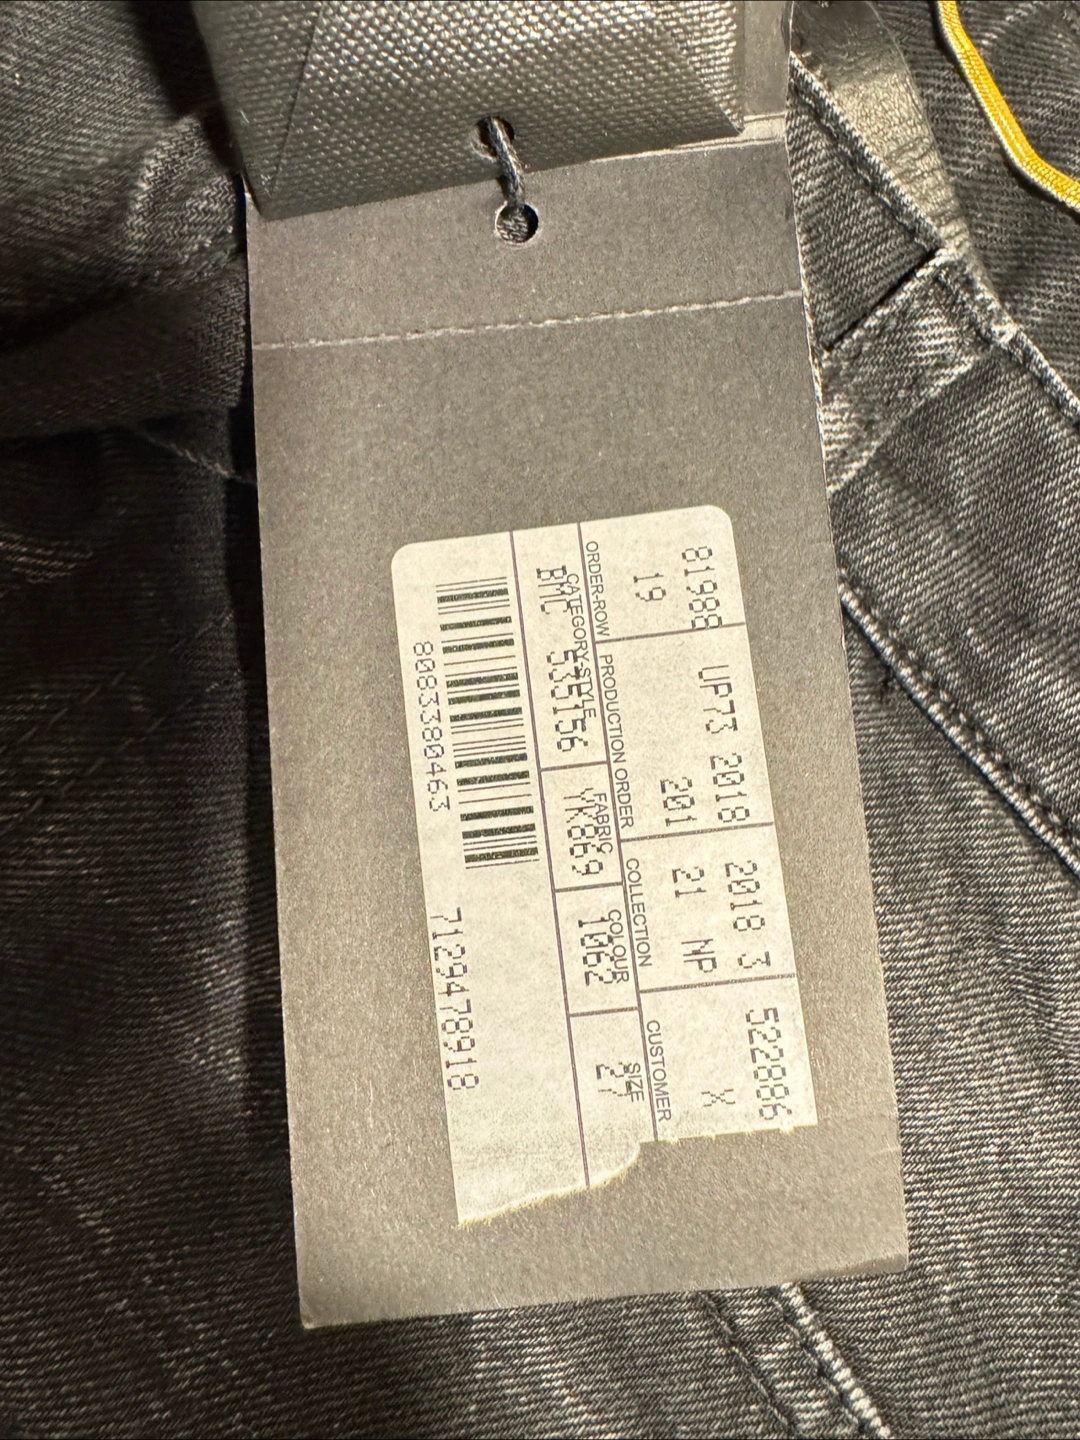 81988 UP73 2018 2018 3 522886
19 201 21 NP X
ORDER-ROW PRODUCTION ORDER COLLECTION CUSTOMER
CATEGORY-STYLE FABRIC COLOUR SIZE
BMC 535156 YK869 1062 27
8083380463 7129478918